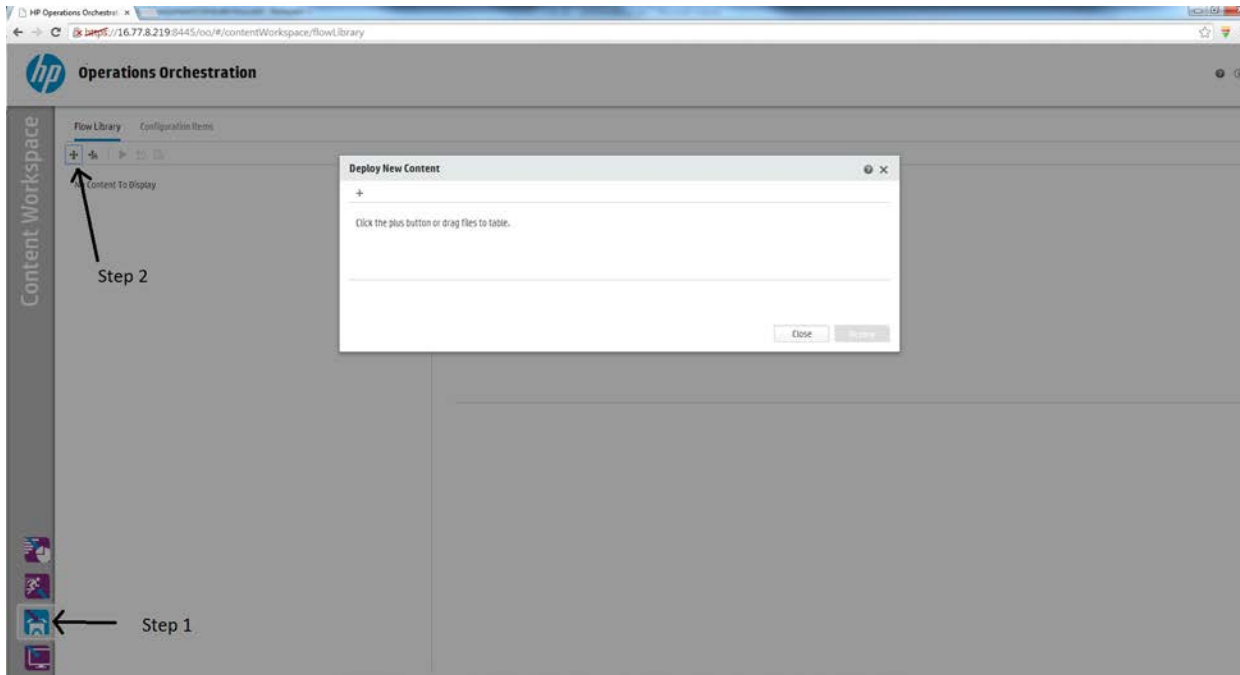 HP Operations Orchestrat
https://16.77.8.219:8445/oo/#/contentWorkspace/flowLibrary
hp
Operations Orchestration
Content Workspace
Flow Library Configuration Items
No Content To Display
Step 2
Deploy New Content
Click the plus button or drag files to table.
Close
Step 1